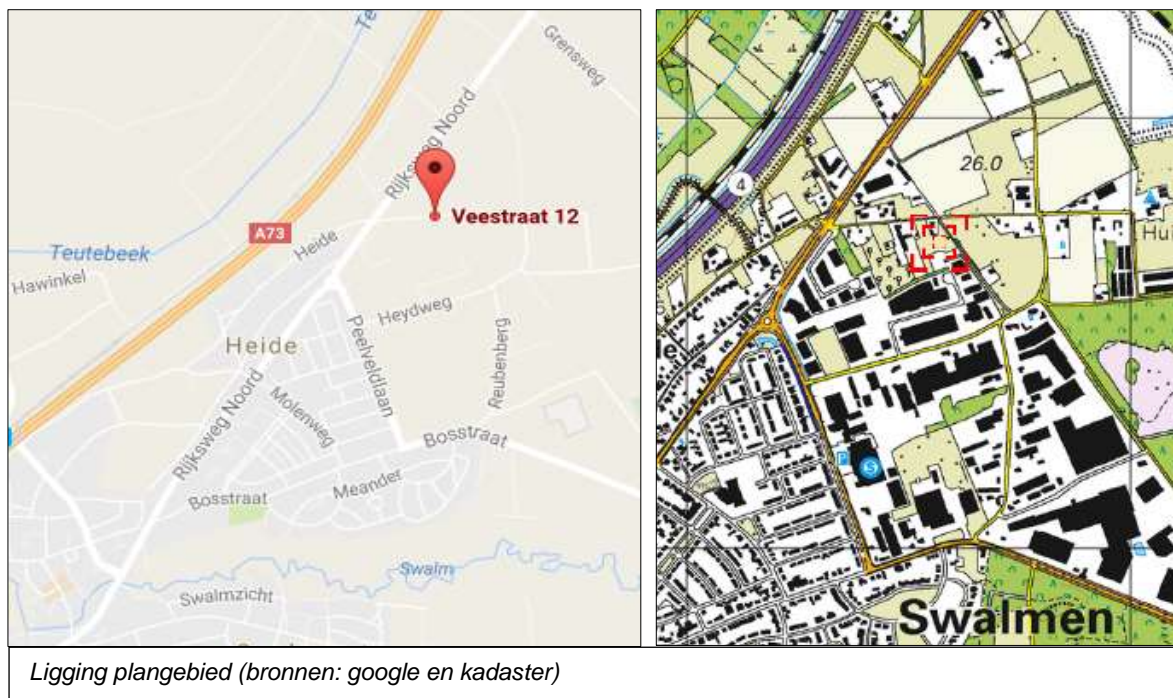 Grensweg
Rijksweg Noord
Veestraat 12
A73
Teutebeek
Heide
Hawinkel
Heydweg
Heide
Peelveldlaan
Reubenberg
Molenweg
Rijksweg Noord
Bosstraat
Meander
Bosstraat
Swalm
Swalmzicht
26.0
4
Hui
P
S
Swalmen
Ligging plangebied (bronnen: google en kadaster)